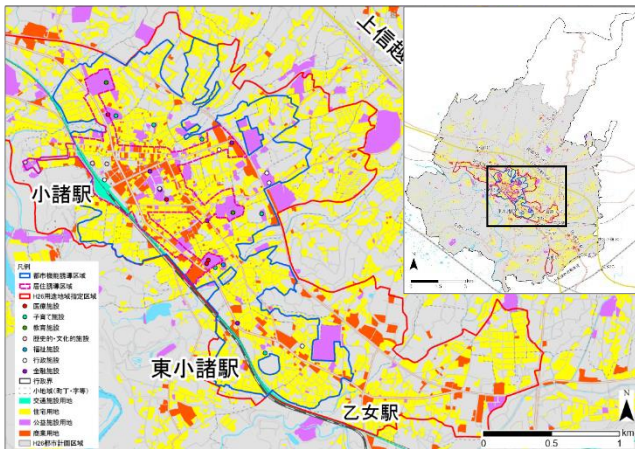 上信越
小諸駅
東小諸駅
乙女駅
凡例
都市機能誘導区域
居住誘導区域
H26用途地域指定区域
医療施設
子育て施設
教育施設
歴史的・文化的施設
福祉施設
行政施設
金融施設
行政界
小地域(町丁・字等)
交通施設用地
住宅用地
公益施設用地
商業用地
H26都市計画区域
N
km
0 0.5 1